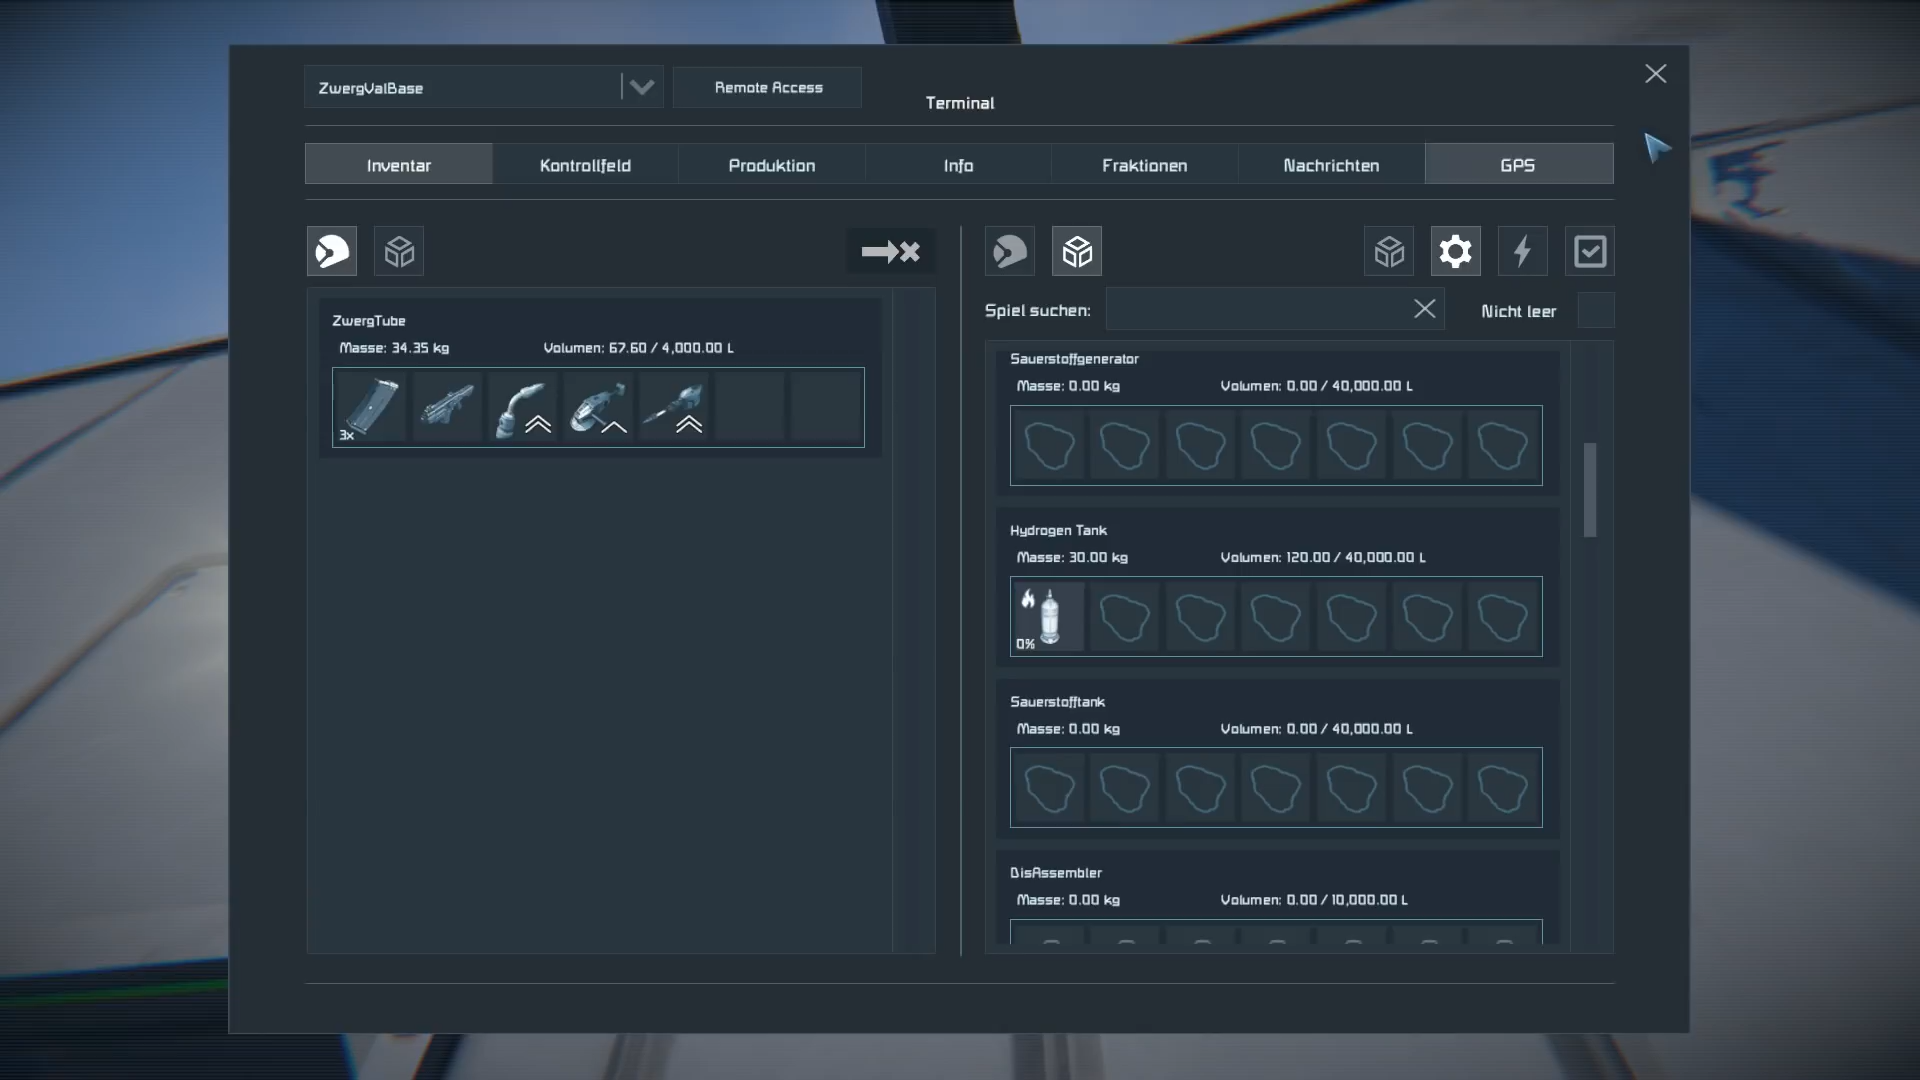 ZwergValBase
Remote Access
Terminal
Inventar
Kontrollfeld
Produktion
Info
Fraktionen
Nachrichten
GPS
ZwergTube
Masse: 34.35 kg
Volumen: 67.60 / 4,000.00 L
3x
Spiel suchen:
Nicht leer
Sauerstoffgenerator
Masse: 0.00 kg
Volumen: 0.00 / 40,000.00 L
Hydrogen Tank
Masse: 30.00 kg
Volumen: 120.00 / 40,000.00 L
0%
Sauerstofftank
Masse: 0.00 kg
Volumen: 0.00 / 40,000.00 L
DisAssembler
Masse: 0.00 kg
Volumen: 0.00 / 10,000.00 L